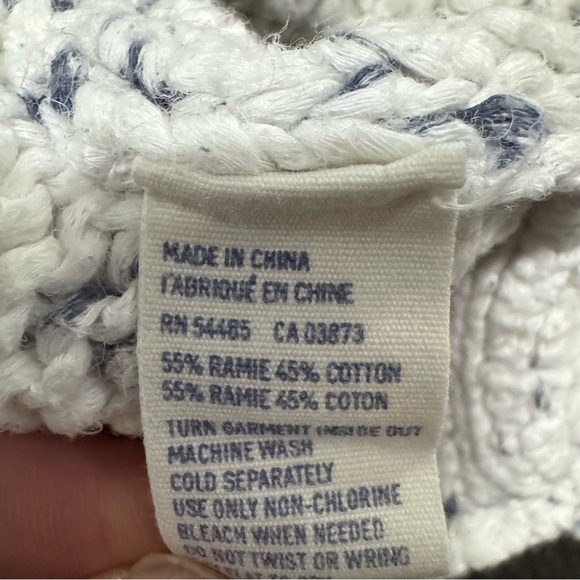 MADE IN CHINA
FABRIQUÉ EN CHINE
RN 54485 CA 03873
55% RAMIE 45% COTTON
55% RAMIE 45% COTON
TURN GARMENT INSIDE OUT
MACHINE WASH
COLD SEPARATELY
USE ONLY NON-CHLORINE
BLEACH WHEN NEEDED
DO NOT TWIST OR WRING